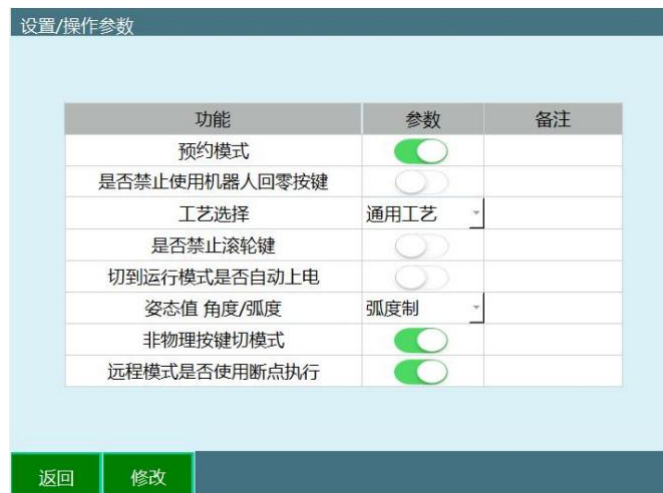 设置/操作参数
功能 参数 备注
预约模式
是否禁止使用机器人回零按键
工艺选择 通用工艺
是否禁止滚轮键
切到运行模式是否自动上电
姿态值 角度/弧度 弧度制
非物理按键切模式
远程模式是否使用断点执行
返回 修改